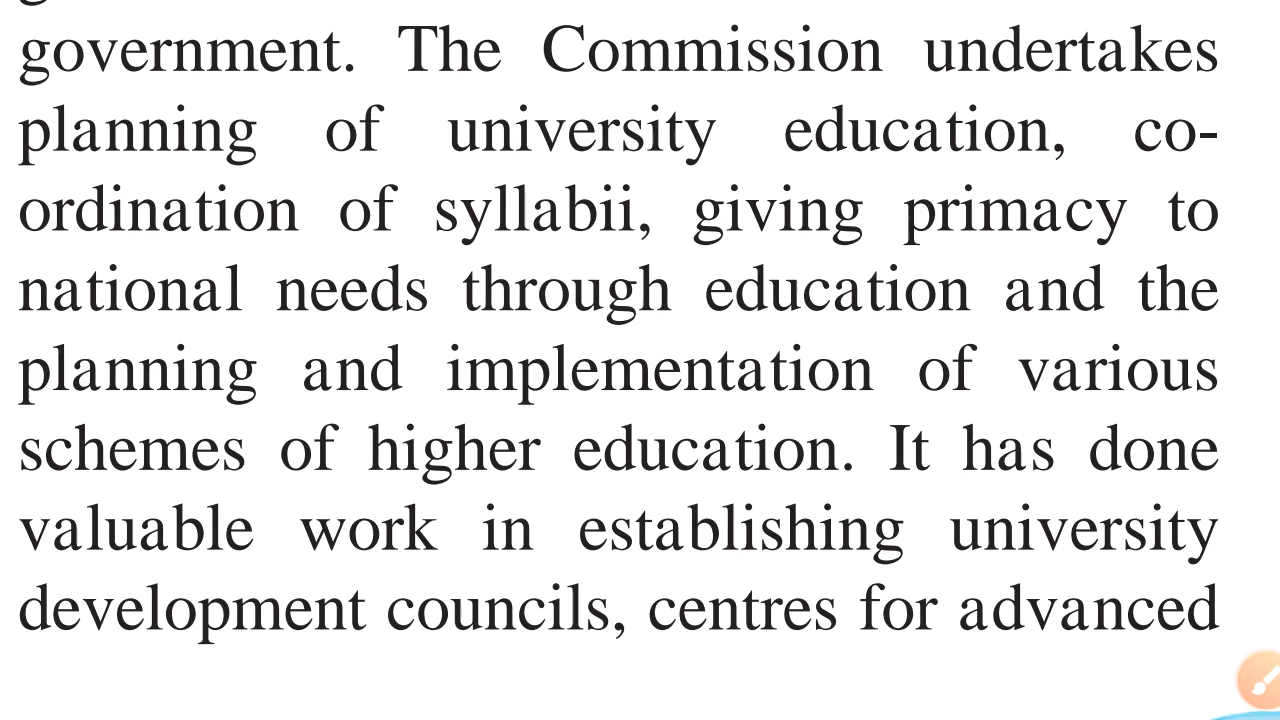 government. The Commission undertakes
planning of university education, co-
ordination of syllabii, giving primacy to
national needs through education and the
planning and implementation of various
schemes of higher education. It has done
valuable work in establishing university
development councils, centres for advanced